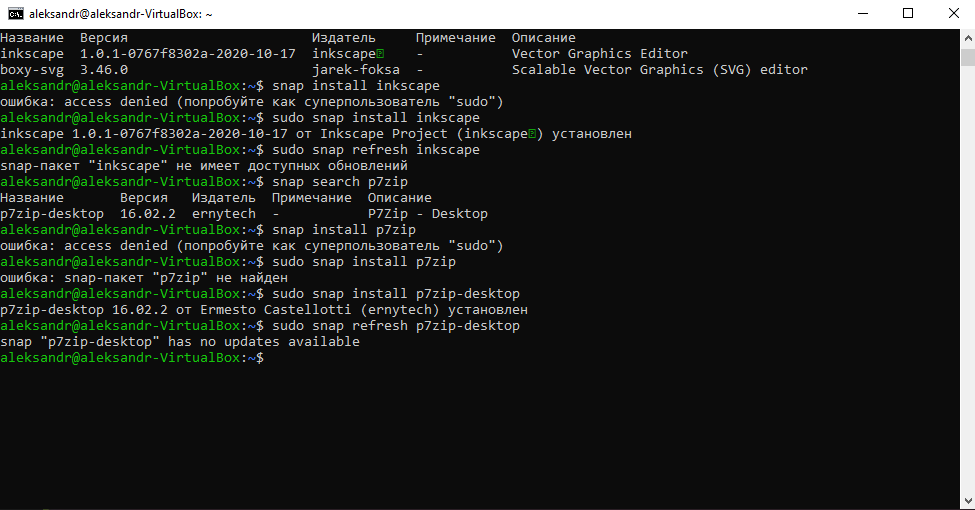 aleksandr@aleksandr-VirtualBox: ~
Название Версия Издатель Примечание Описание
inkscape 1.0.1-0767f8302a-2020-10-17 inkscape - Vector Graphics Editor
boxy-svg 3.46.0 jarek-foksa - Scalable Vector Graphics (SVG) editor
aleksandr@aleksandr-VirtualBox:~$ snap install inkscape
ошибка: access denied (попробуйте как суперпользователь "sudo")
aleksandr@aleksandr-VirtualBox:~$ sudo snap install inkscape
inkscape 1.0.1-0767f8302a-2020-10-17 от Inkscape Project (inkscape) установлен
aleksandr@aleksandr-VirtualBox:~$ sudo snap refresh inkscape
snap-пакет "inkscape" не имеет доступных обновлений
aleksandr@aleksandr-VirtualBox:~$ snap search p7zip
Название Версия Издатель Примечание Описание
p7zip-desktop 16.02.2 ernytech - P7Zip - Desktop
aleksandr@aleksandr-VirtualBox:~$ snap install p7zip
ошибка: access denied (попробуйте как суперпользователь "sudo")
aleksandr@aleksandr-VirtualBox:~$ sudo snap install p7zip
ошибка: snap-пакет "p7zip" не найден
aleksandr@aleksandr-VirtualBox:~$ sudo snap install p7zip-desktop
p7zip-desktop 16.02.2 от Ermesto Castellotti (ernytech) установлен
aleksandr@aleksandr-VirtualBox:~$ sudo snap refresh p7zip-desktop
snap "p7zip-desktop" has no updates available
aleksandr@aleksandr-VirtualBox:~$